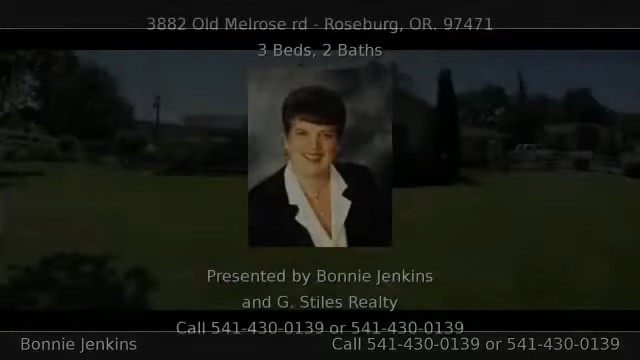 3882 Old Melrose rd - Roseburg, OR. 97471
3 Beds, 2 Baths
Presented by Bonnie Jenkins
and G. Stiles Realty
Call 541-430-0139 or 541-430-0139
Bonnie Jenkins
Call 541-430-0139 or 541-430-0139